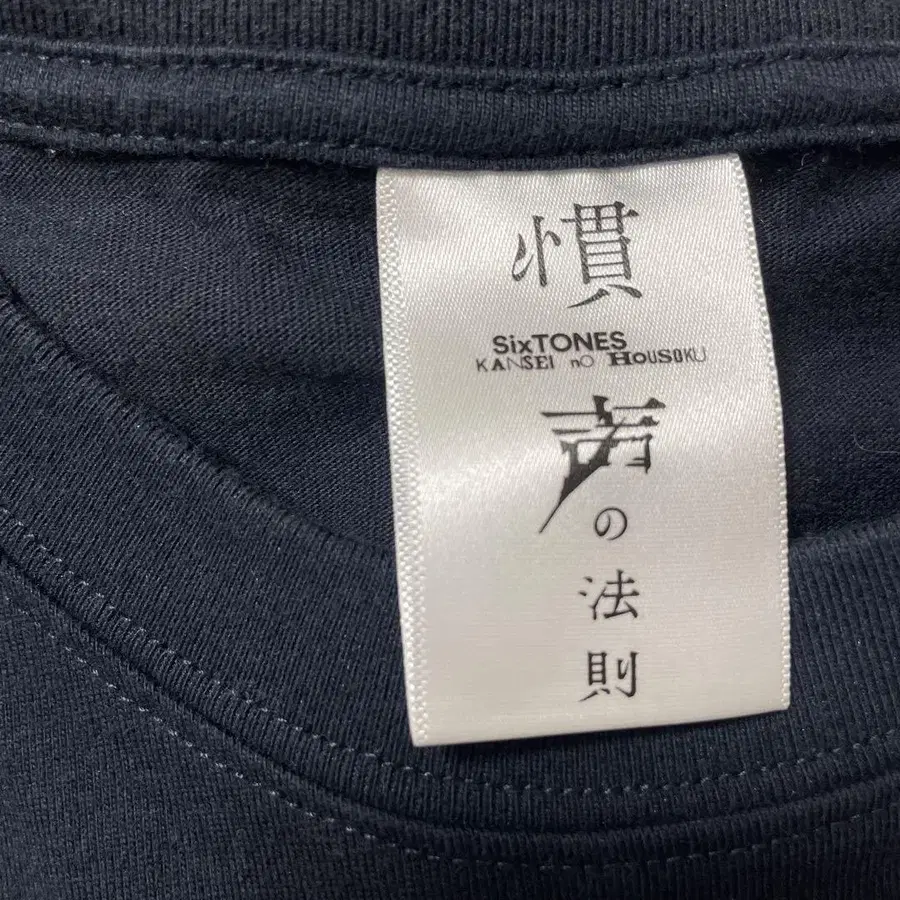 慣
SixTONES
KANSEI nO HOUSOKU
声
の
法
則